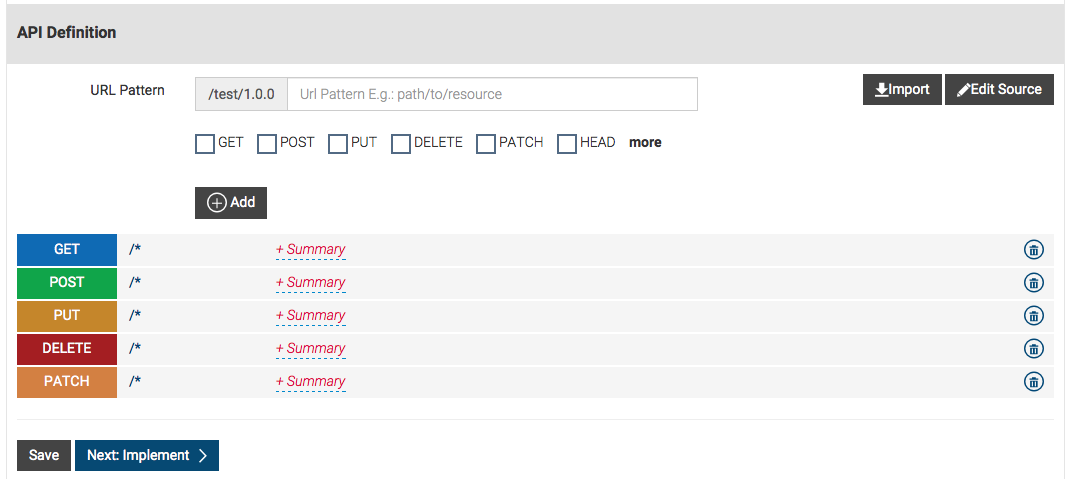 API Definition
URL Pattern /test/1.0.0 Url Pattern E.g.: path/to/resource Import Edit Source
GET POST PUT DELETE PATCH HEAD more
Add
GET /* + Summary
POST /* + Summary
PUT /* + Summary
DELETE /* + Summary
PATCH /* + Summary
Save Next: Implement